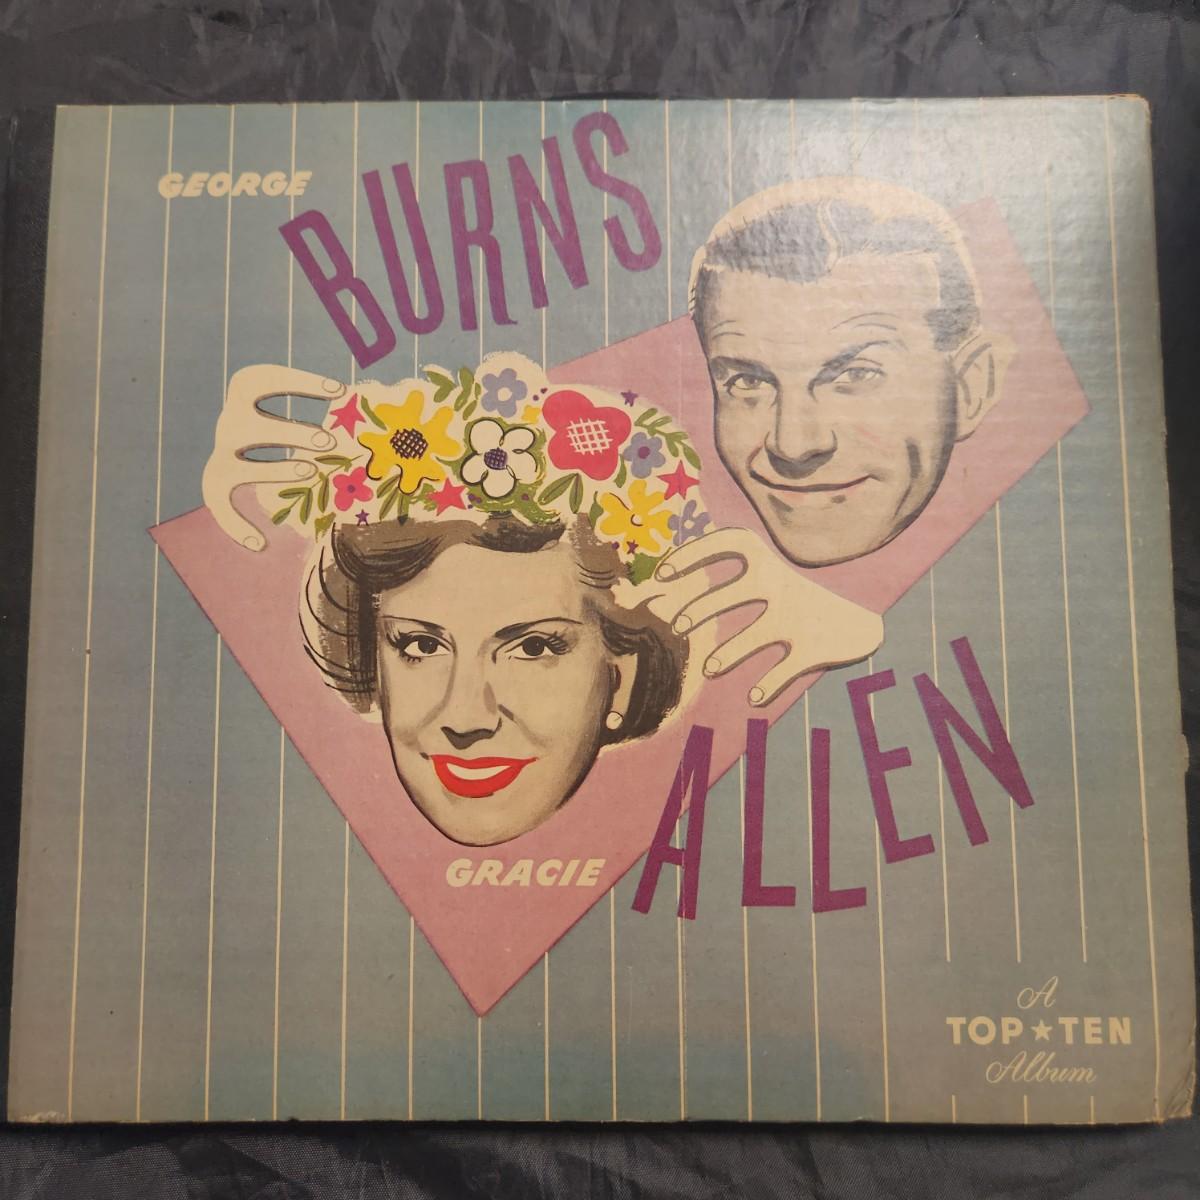 GEORGE
BURNS
GRACIE
ALLEN
A
TOP★TEN
Album